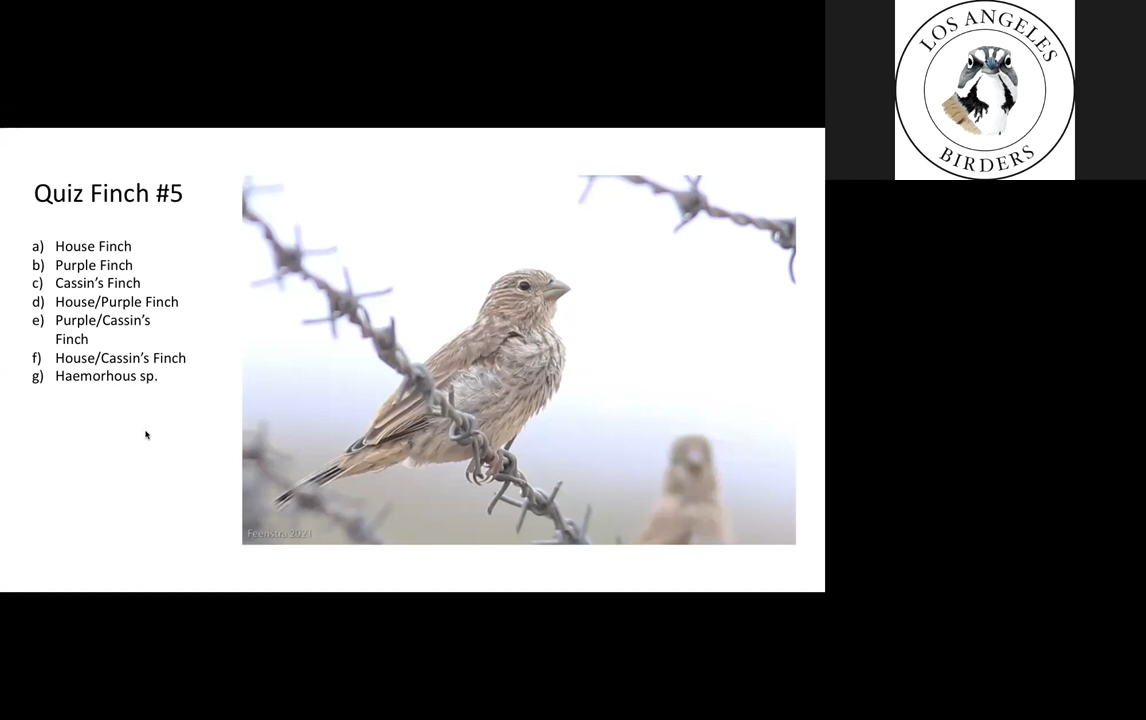 LOS ANGELES
BIRDERS
Quiz Finch #5
a) House Finch
b) Purple Finch
c) Cassin's Finch
d) House/Purple Finch
e) Purple/Cassin's
Finch
f) House/Cassin's Finch
g) Haemorhous sp.
Feenstra 2021